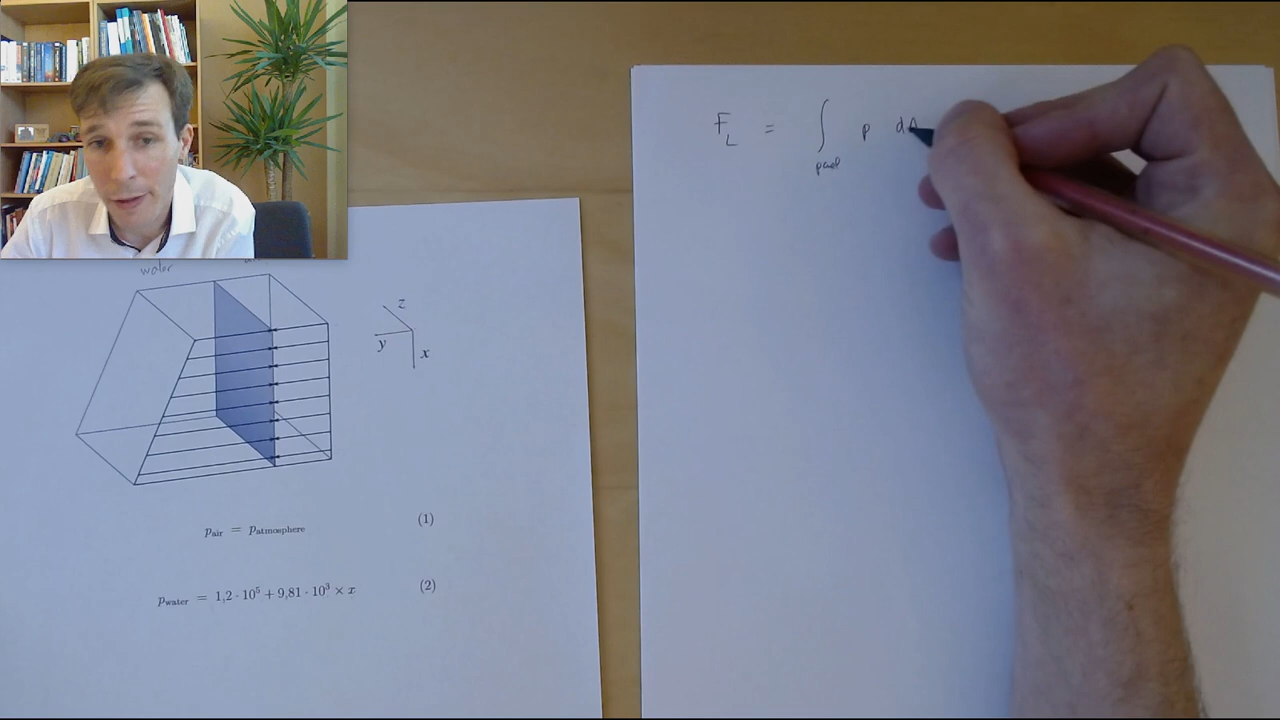 F_L = ∫ p dA
panel
water
z
y
x
p_air = p_atmosphere (1)
p_water = 1,2 · 10^5 + 9,81 · 10^3 × x (2)